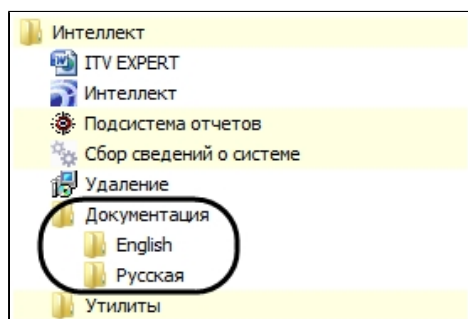 Интеллект
ITV EXPERT
Интеллект
Подсистема отчетов
Сбор сведений о системе
Удаление
Документация
English
Русская
Утилиты